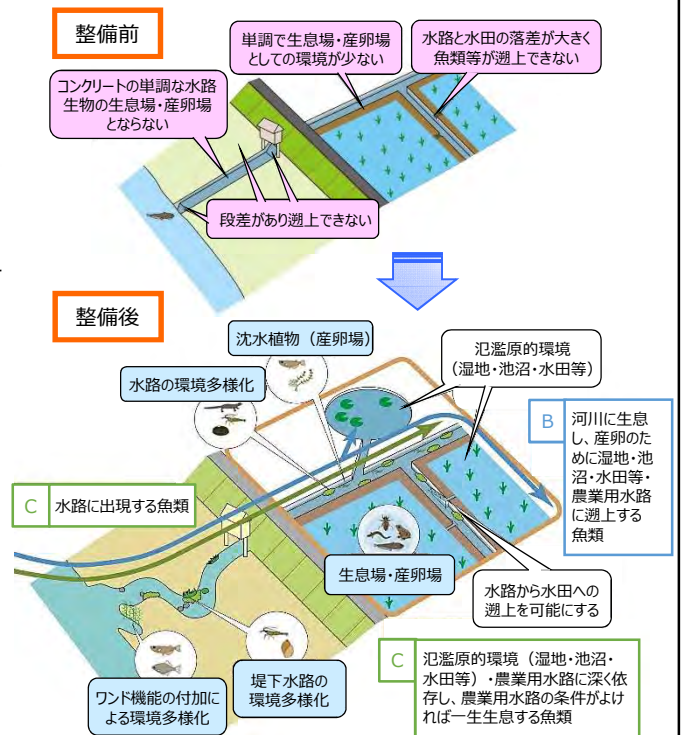 整備前
単調で生息場・産卵場
としての環境が少ない
水路と水田の落差が大きく
魚類等が遡上できない
コンクリートの単調な水路
生物の生息場・産卵場
とならない
段差があり遡上できない
整備後
沈水植物（産卵場）
氾濫原的環境
（湿地・池沼・水田等）
水路の環境多様化
B
河川に生息
し、産卵のた
めに湿地・池
沼・水田等・
農業用水路
に遡上する
魚類
C
水路に出現する魚類
生息場・産卵場
水路から水田への
遡上を可能にする
堤下水路の
環境多様化
ワンド機能の付加に
よる環境多様化
C
氾濫原的環境（湿地・池沼・
水田等）・農業用水路に深く依
存し、農業用水路の条件がよけ
れば一生生息する魚類